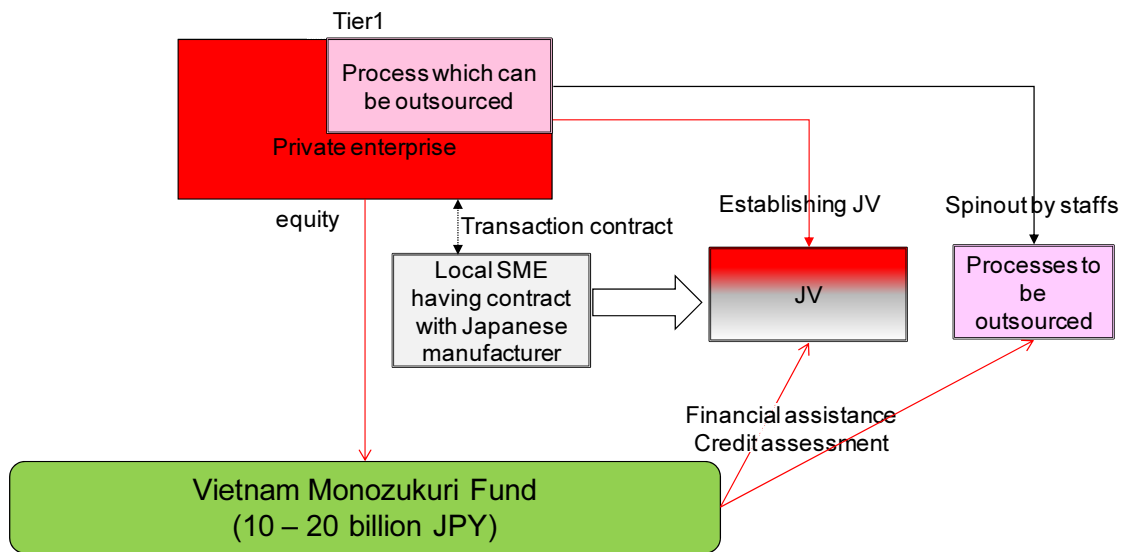 Tier1
Process which can
be outsourced
Private enterprise
equity
Transaction contract
Establishing JV
Spinout by staffs
Local SME
having contract
with Japanese
manufacturer
JV
Processes to
be
outsourced
Financial assistance
Credit assessment
Vietnam Monozukuri Fund
(10 – 20 billion JPY)